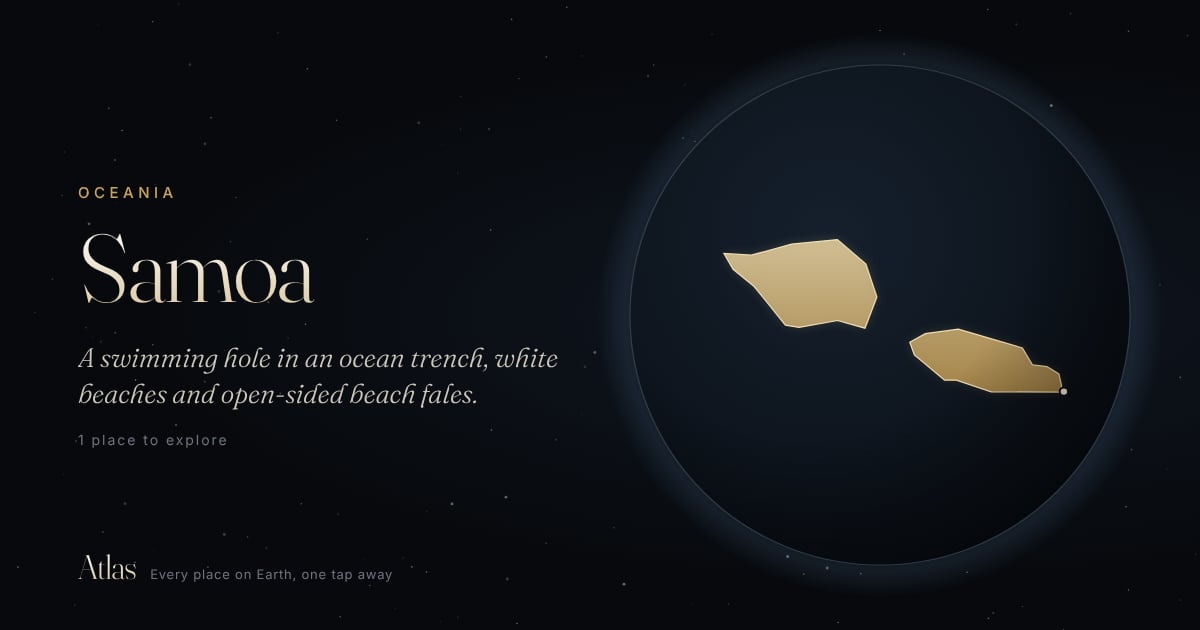 OCEANIA
Samoa
A swimming hole in an ocean trench, white
beaches and open-sided beach fales.
1 place to explore
Atlas Every place on Earth, one tap away